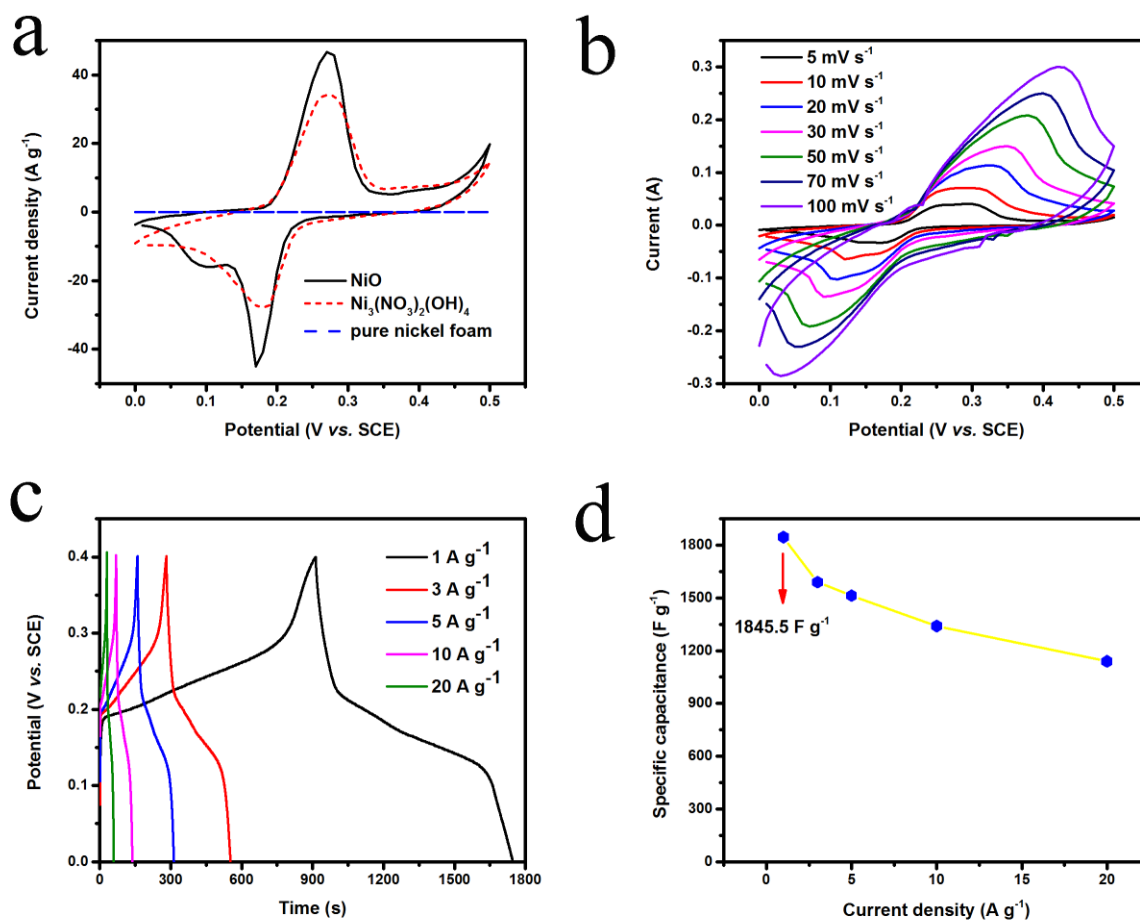 a
40
20
0
-20
-40
Current density (A g⁻¹)
NiO
Ni₃(NO₃)₂(OH)₄
pure nickel foam
0.0 0.1 0.2 0.3 0.4 0.5
Potential (V vs. SCE)
b
0.3
0.2
0.1
0.0
-0.1
-0.2
-0.3
Current (A)
5 mV s⁻¹
10 mV s⁻¹
20 mV s⁻¹
30 mV s⁻¹
50 mV s⁻¹
70 mV s⁻¹
100 mV s⁻¹
0.0 0.1 0.2 0.3 0.4 0.5
Potential (V vs. SCE)
c
0.4
0.3
0.2
0.1
0.0
Potential (V vs. SCE)
1 A g⁻¹
3 A g⁻¹
5 A g⁻¹
10 A g⁻¹
20 A g⁻¹
0 300 600 900 1200 1500 1800
Time (s)
d
1800
1500
1200
900
600
300
0
Specific capacitance (F g⁻¹)
1845.5 F g⁻¹
0 5 10 15 20
Current density (A g⁻¹)